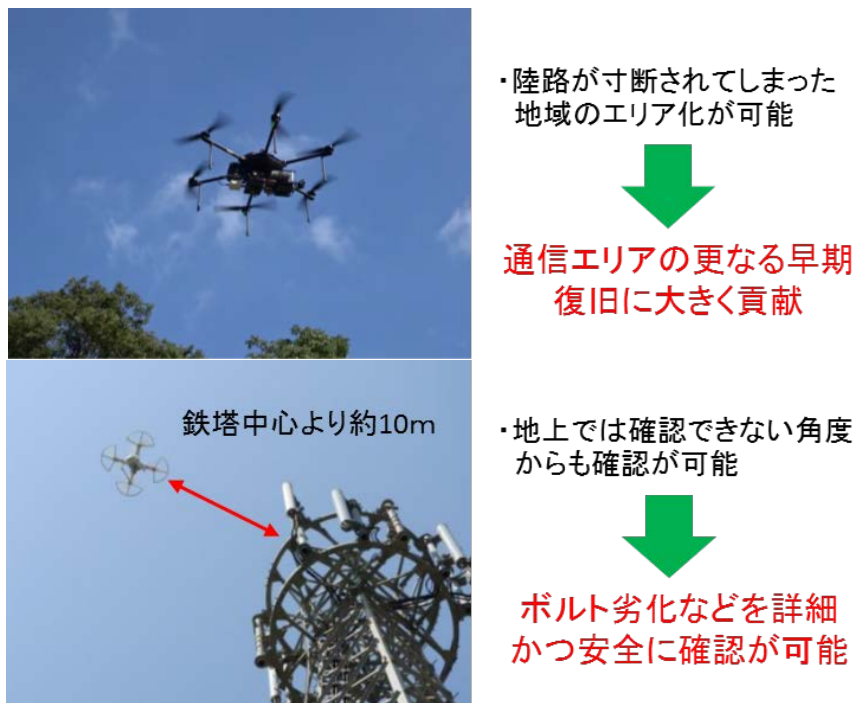 ・陸路が寸断されてしまった
地域のエリア化が可能
通信エリアの更なる早期
復旧に大きく貢献
鉄塔中心より約10m
・地上では確認できない角度
からも確認が可能
ボルト劣化などを詳細
かつ安全に確認が可能